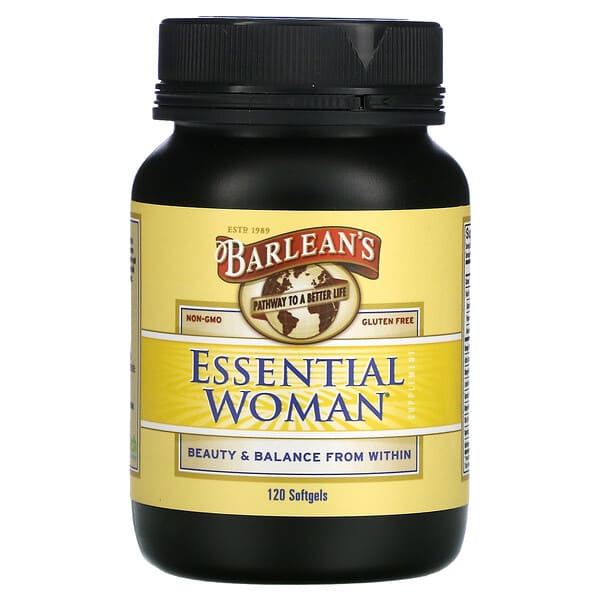 ESTD 1989
BARLEAN'S
PATHWAY TO A BETTER LIFE
NON-GMO
GLUTEN FREE
ESSENTIAL
WOMAN®
SUPPLEMENT
BEAUTY & BALANCE FROM WITHIN
120 Softgels